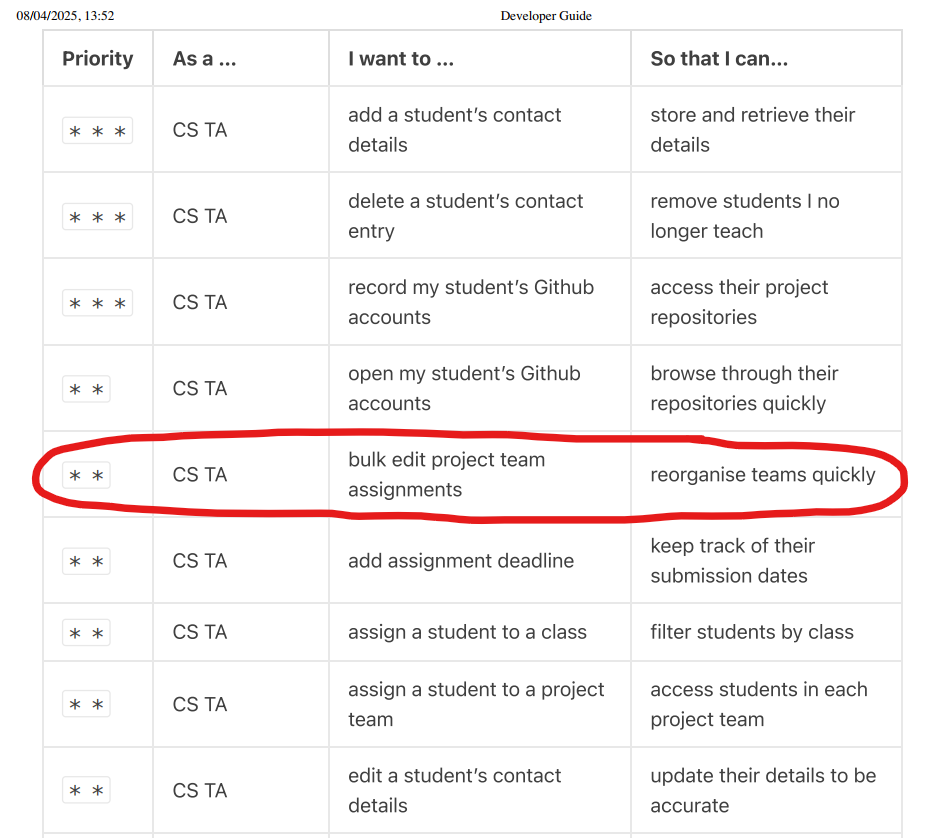 08/04/2025, 13:52 Developer Guide
Priority As a ... I want to ... So that I can...
* * * CS TA add a student’s contact details store and retrieve their details
* * * CS TA delete a student’s contact entry remove students I no longer teach
* * * CS TA record my student’s Github accounts access their project repositories
* * CS TA open my student’s Github accounts browse through their repositories quickly
* * CS TA bulk edit project team assignments reorganise teams quickly
* * CS TA add assignment deadline keep track of their submission dates
* * CS TA assign a student to a class filter students by class
* * CS TA assign a student to a project team access students in each project team
* * CS TA edit a student’s contact details update their details to be accurate